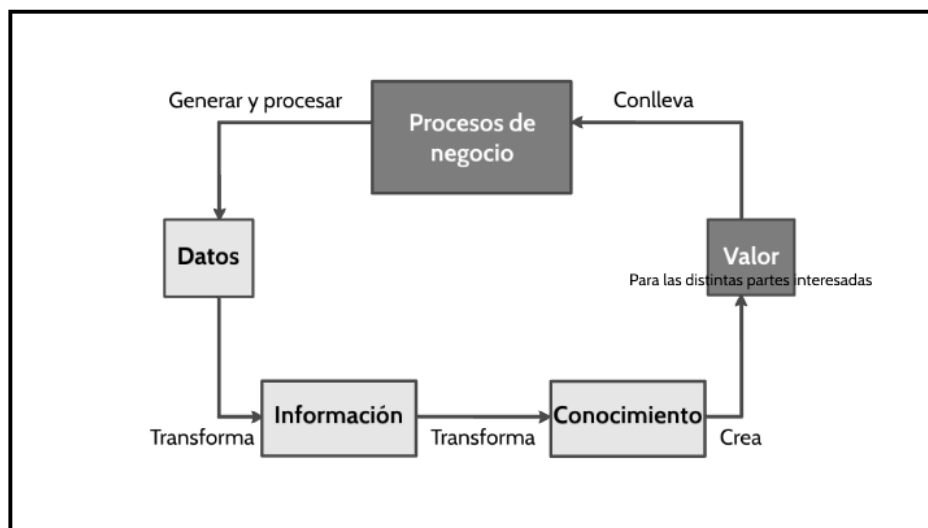 Generar y procesar
Procesos de
negocio
Conlleva
Datos
Valor
Para las distintas partes interesadas
Información
Conocimiento
Transforma
Transforma
Crea